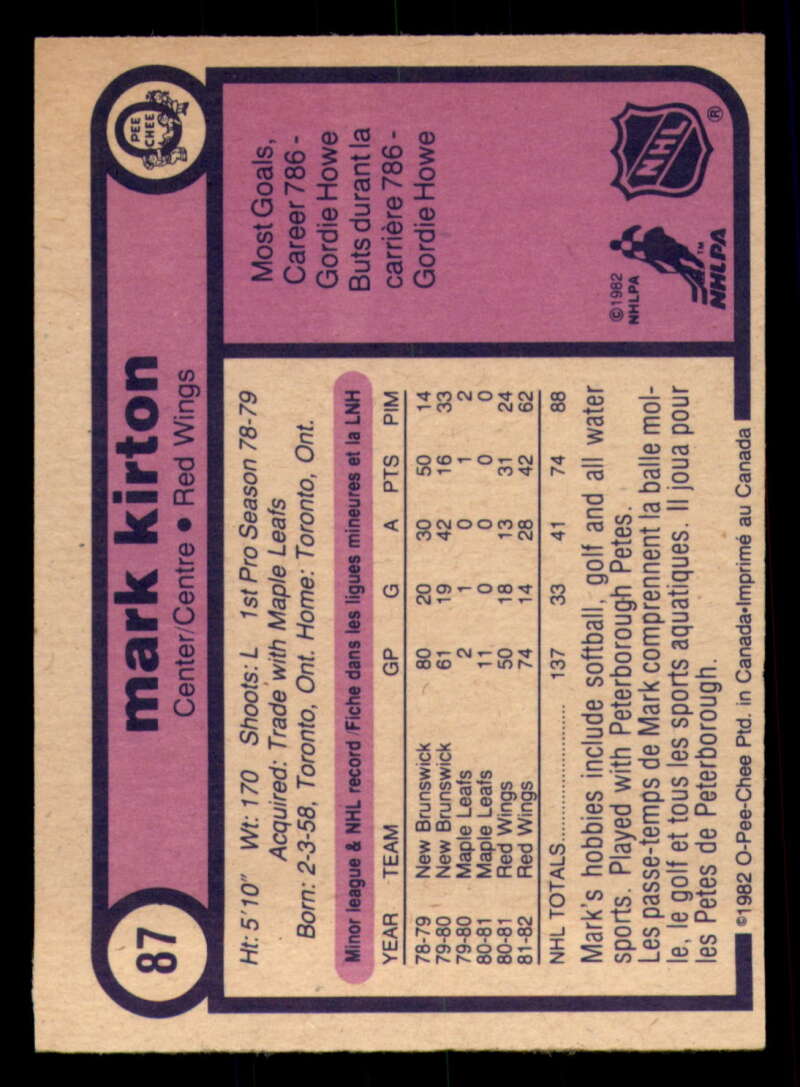 87
mark kirton
Center/Centre • Red Wings
O
PEE
CHEE
Ht: 5'10" Wt: 170 Shoots: L 1st Pro Season 78-79
Acquired: Trade with Maple Leafs
Born: 2-3-58, Toronto, Ont. Home: Toronto, Ont.
Minor league & NHL record/Fiche dans les ligues mineures et la LNH
YEAR TEAM GP G A PTS PIM
78-79 New Brunswick 80 20 30 50 14
79-80 New Brunswick 61 19 42 16 33
79-80 Maple Leafs 2 1 0 1 2
80-81 Maple Leafs 11 0 0 0 0
80-81 Red Wings 50 18 13 31 24
81-82 Red Wings 74 14 28 42 62
NHL TOTALS.................... 137 33 41 74 88
Mark's hobbies include softball, golf and all water
sports. Played with Peterborough Petes.
Les passe-temps de Mark comprennent la balle mol-
le, le golf et tous les sports aquatiques. Il joua pour
les Petes de Peterborough.
©1982 O-Pee-Chee Ptd. in Canada•Imprimé au Canada
Most Goals,
Career 786 -
Gordie Howe
Buts durant la
carrière 786 -
Gordie Howe
©1982
NHLPA
NHLPA
TM
NHL
®